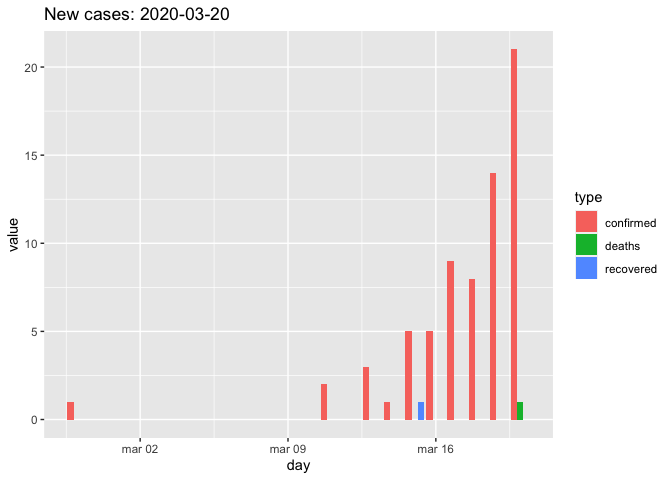 New cases: 2020-03-20
value
20
15
10
5
0
mar 02
mar 09
mar 16
day
type
confirmed
deaths
recovered